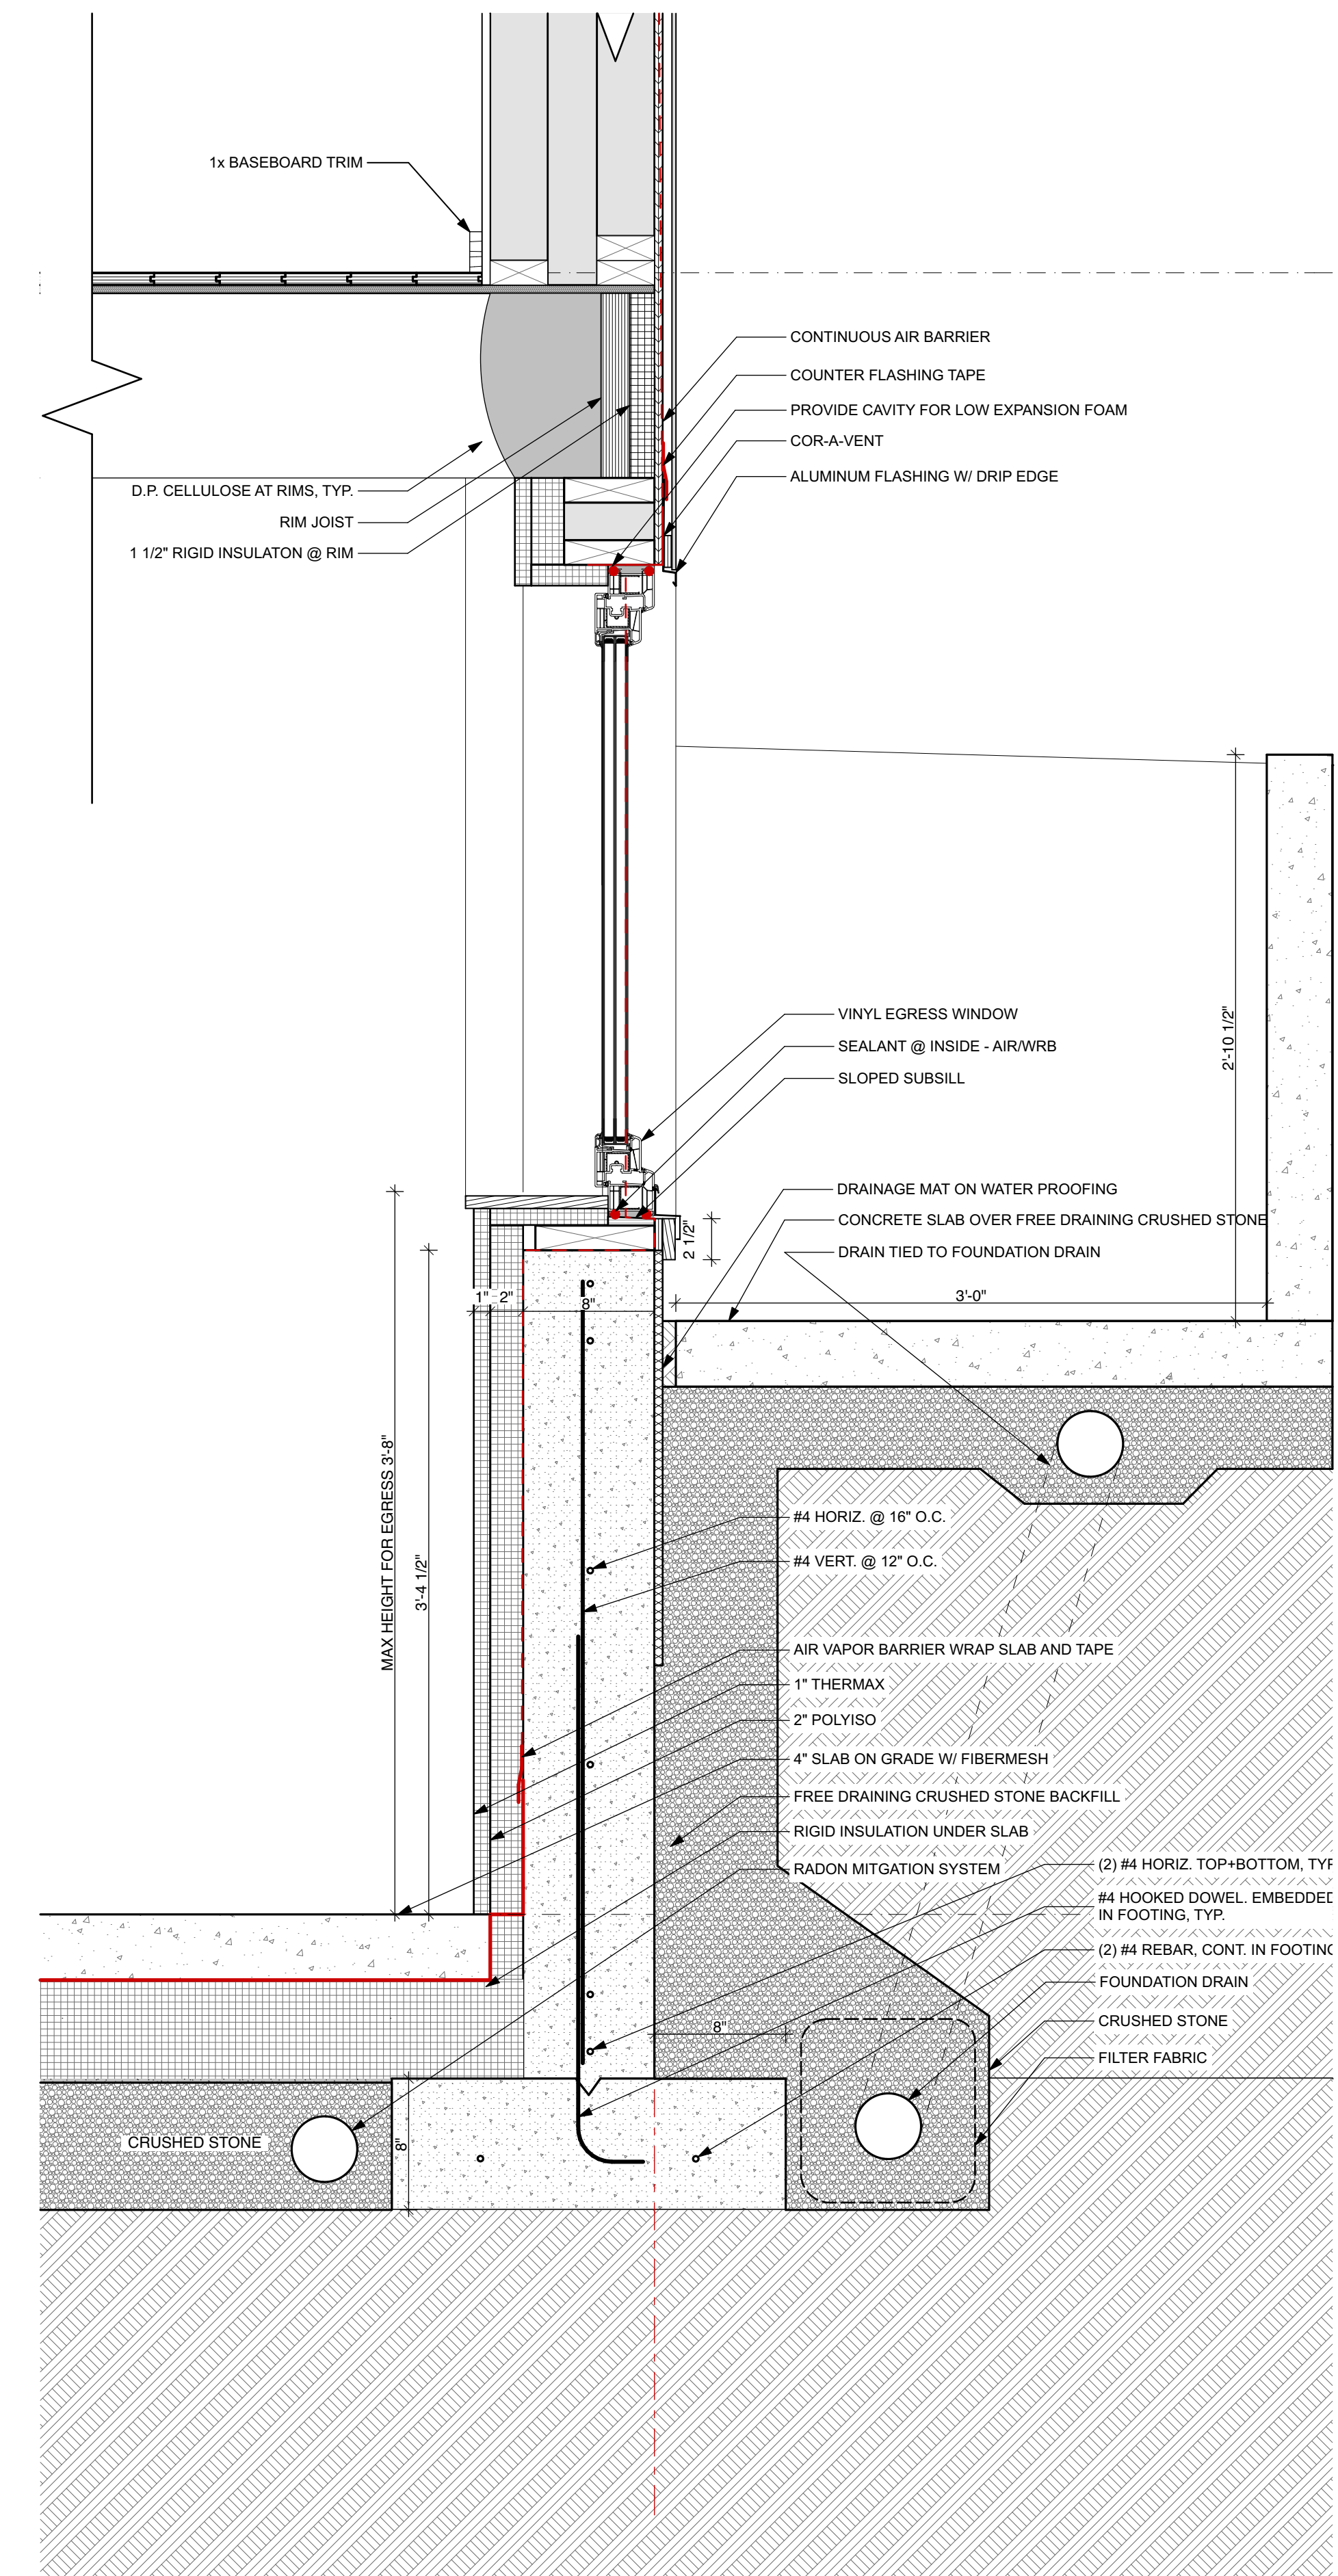 1x BASEBOARD TRIM
CONTINUOUS AIR BARRIER
COUNTER FLASHING TAPE
PROVIDE CAVITY FOR LOW EXPANSION FOAM
COR-A-VENT
ALUMINUM FLASHING W/ DRIP EDGE
D.P. CELLULOSE AT RIMS, TYP.
RIM JOIST
1 1/2" RIGID INSULATON @ RIM
2'-10 1/2"
VINYL EGRESS WINDOW
SEALANT @ INSIDE - AIR/WRB
SLOPED SUBSILL
DRAINAGE MAT ON WATER PROOFING
CONCRETE SLAB OVER FREE DRAINING CRUSHED STONE
DRAIN TIED TO FOUNDATION DRAIN
2 1/2"
1"
2"
8"
3'-0"
MAX HEIGHT FOR EGRESS 3'-8"
3'-4 1/2"
#4 HORIZ. @ 16" O.C.
#4 VERT. @ 12" O.C.
AIR VAPOR BARRIER WRAP SLAB AND TAPE
1" THERMAX
2" POLYISO
4" SLAB ON GRADE W/ FIBERMESH
FREE DRAINING CRUSHED STONE BACKFILL
RIGID INSULATION UNDER SLAB
RADON MITGATION SYSTEM
(2) #4 HORIZ. TOP+BOTTOM, TYP
#4 HOOKED DOWEL. EMBEDDED
IN FOOTING, TYP.
(2) #4 REBAR, CONT. IN FOOTING
FOUNDATION DRAIN
CRUSHED STONE
FILTER FABRIC
8"
CRUSHED STONE
8"